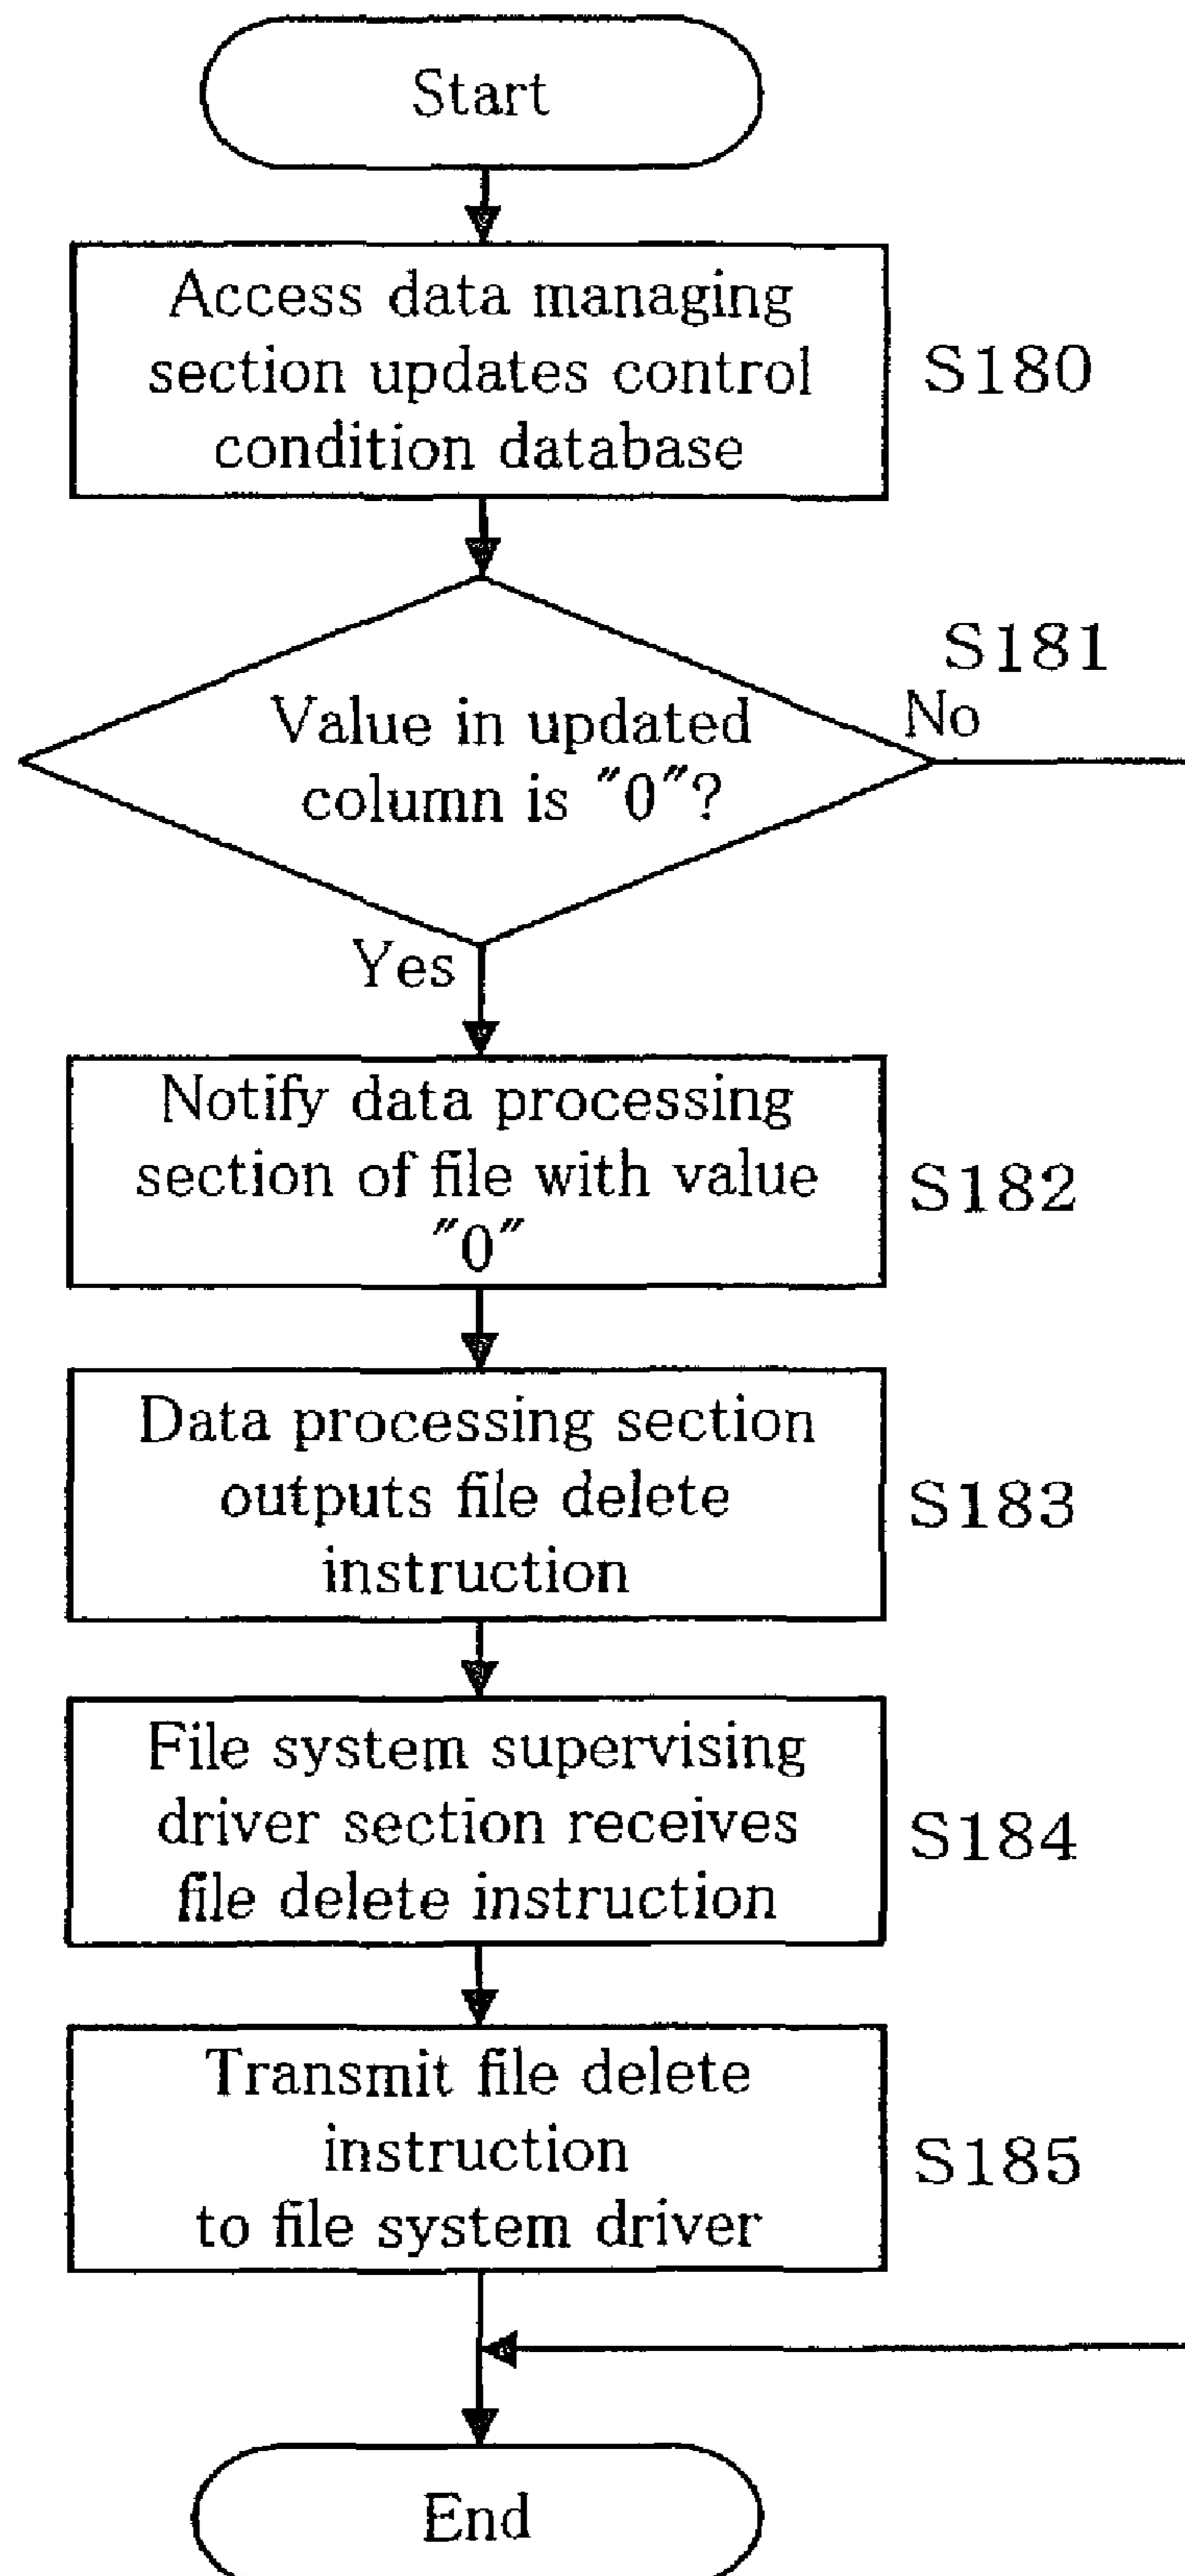 Start
Access data managing
section updates control
condition database
S180
S181
Value in updated
column is "0"?
No
Yes
Notify data processing
section of file with value
"0"
S182
Data processing section
outputs file delete
instruction
S183
File system supervising
driver section receives
file delete instruction
S184
Transmit file delete
instruction
to file system driver
S185
End